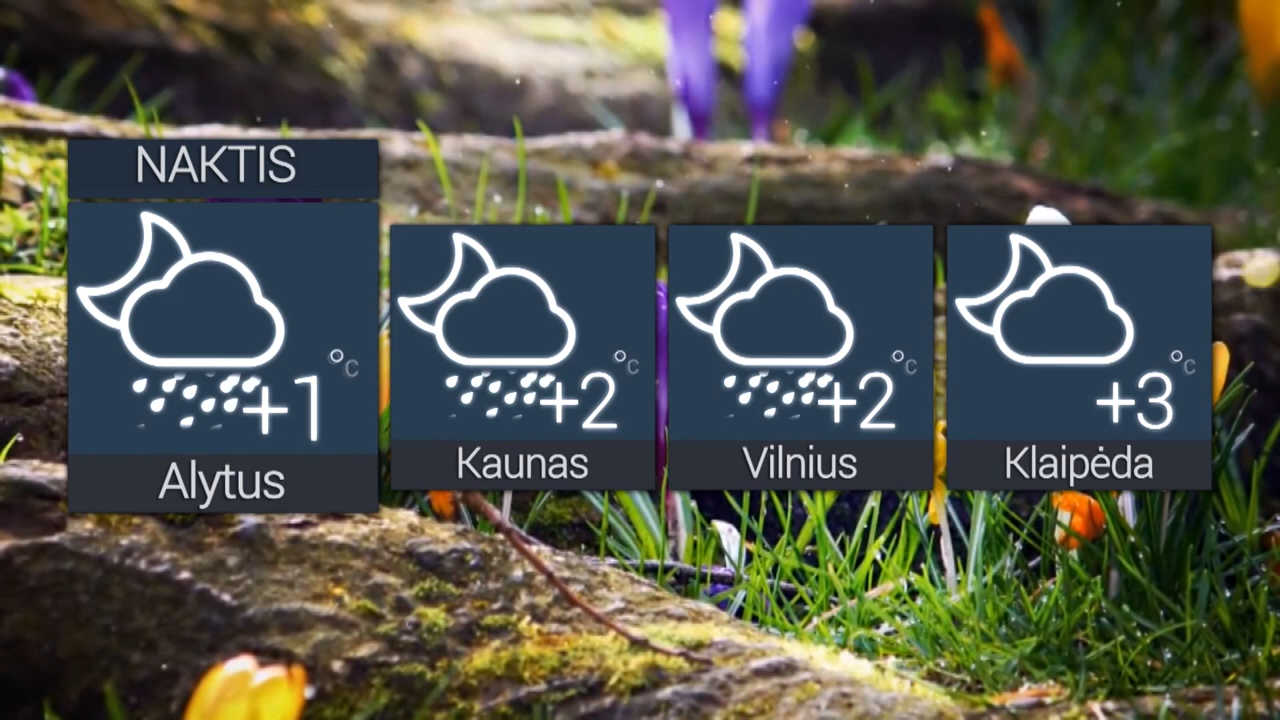 NAKTIS
+1 °C
Alytus
+2 °C
Kaunas
+2 °C
Vilnius
+3 °C
Klaipėda